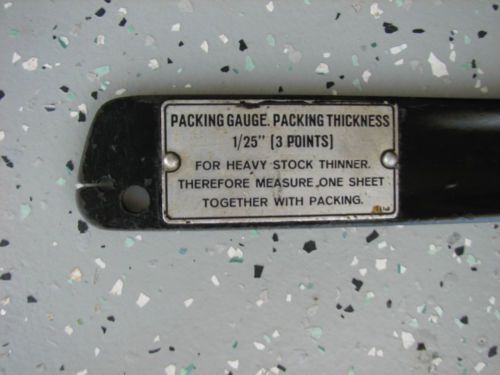 PACKING GAUGE. PACKING THICKNESS
1/25" [3 POINTS]
FOR HEAVY STOCK THINNER.
THEREFORE MEASURE ONE SHEET
TOGETHER WITH PACKING.